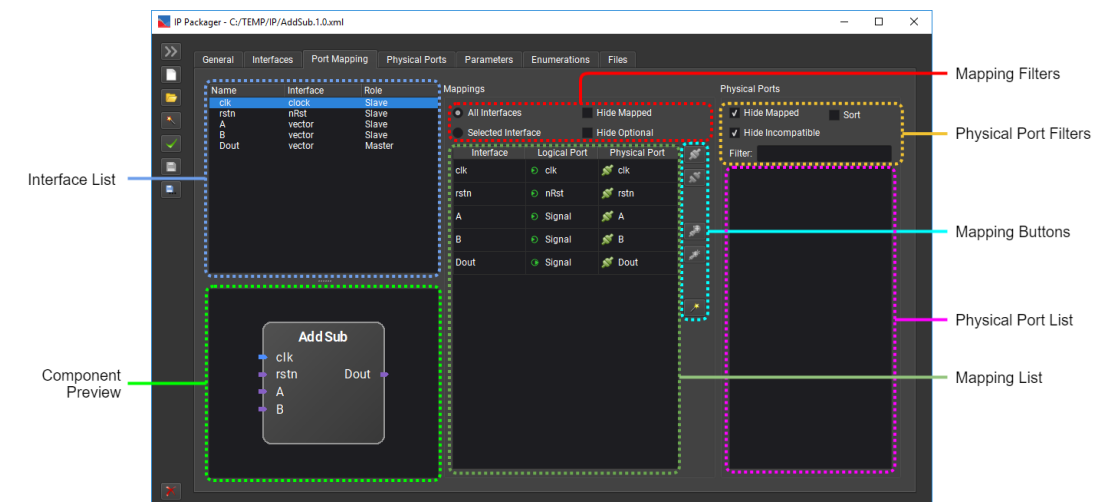 IP Packager - C:/TEMP/IP/AddSub.1.0.xml
General Interfaces Port Mapping Physical Ports Parameters Enumerations Files
Name Interface Role
clk clock Slave
rstn nRst Slave
A vector Slave
B vector Slave
Dout vector Master
Mappings
All Interfaces Hide Mapped
Selected Interface Hide Optional
Interface Logical Port Physical Port
clk clk clk
rstn nRst rstn
A Signal A
B Signal B
Dout Signal Dout
Physical Ports
Hide Mapped Sort
Hide Incompatible
Filter:
Add Sub
clk
rstn Dout
A
B
Interface List
Component
Preview
Mapping Filters
Physical Port Filters
Mapping Buttons
Physical Port List
Mapping List